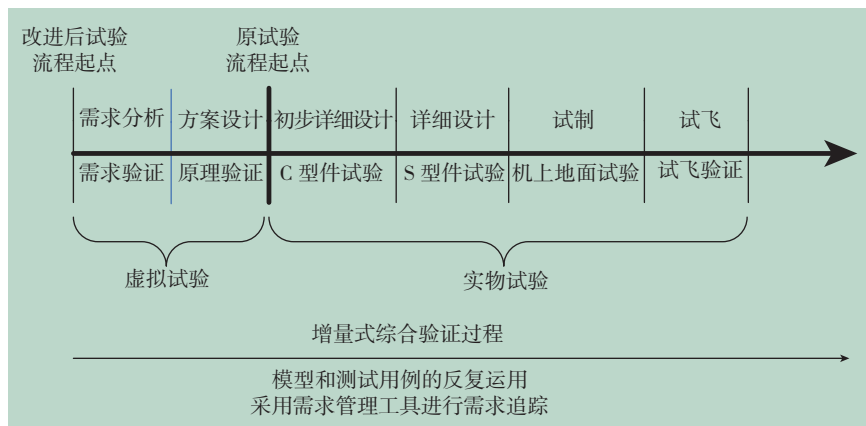 改进后试验
流程起点
原试验
流程起点
需求分析
方案设计
初步详细设计
详细设计
试制
试飞
需求验证
原理验证
C 型件试验
S 型件试验
机上地面试验
试飞验证
虚拟试验
实物试验
增量式综合验证过程
模型和测试用例的反复运用
采用需求管理工具进行需求追踪